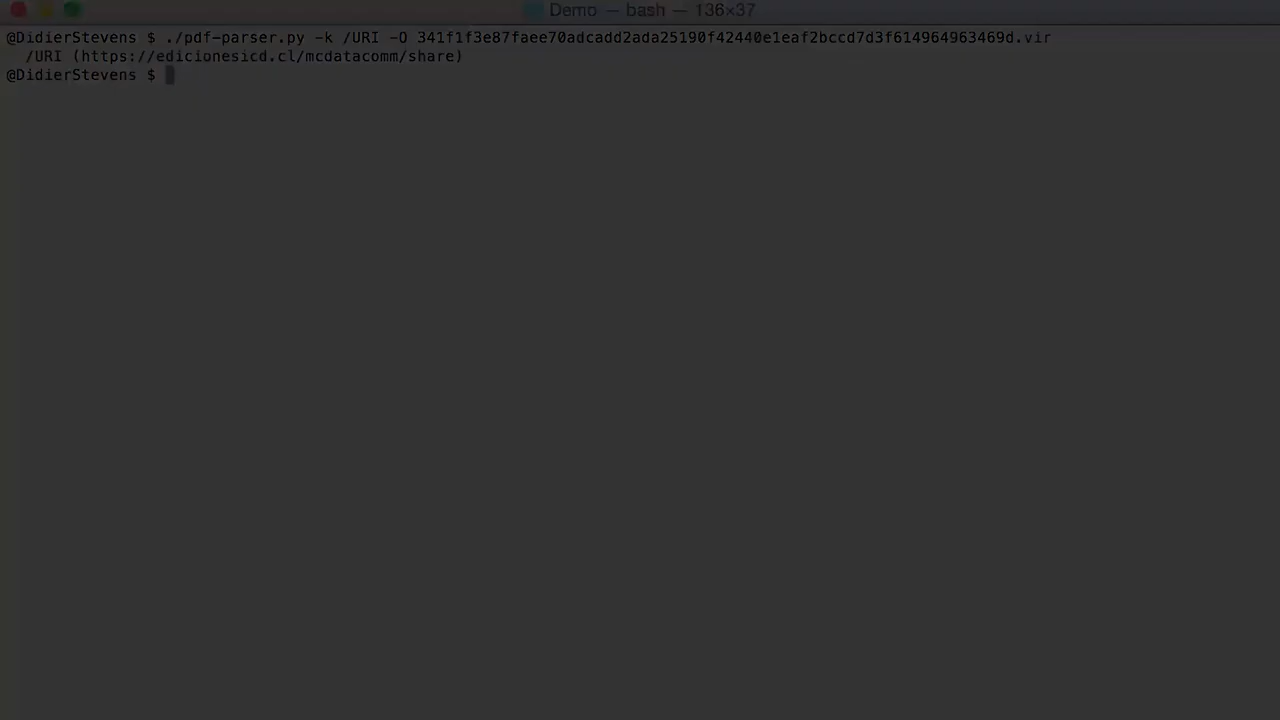 Demo — bash — 136×37
@DidierStevens $ ./pdf-parser.py -k /URI -O 341f1f3e87faee70adcadd2ada25190f42440e1eaf2bccd7d3f614964963469d.vir
/URI (https://edicionesicd.cl/mcdatacomm/share)
@DidierStevens $